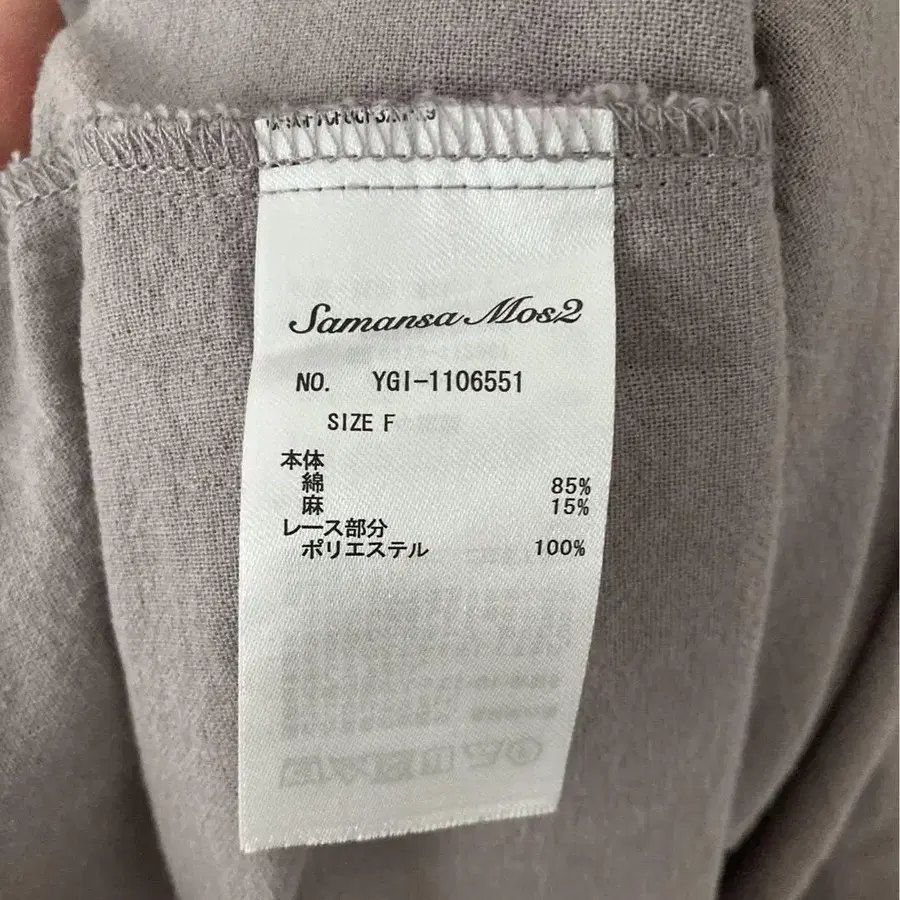 Samansa Mos2
NO. YGI-1106551
SIZE F
本体
綿 85%
麻 15%
レース部分
ポリエステル 100%